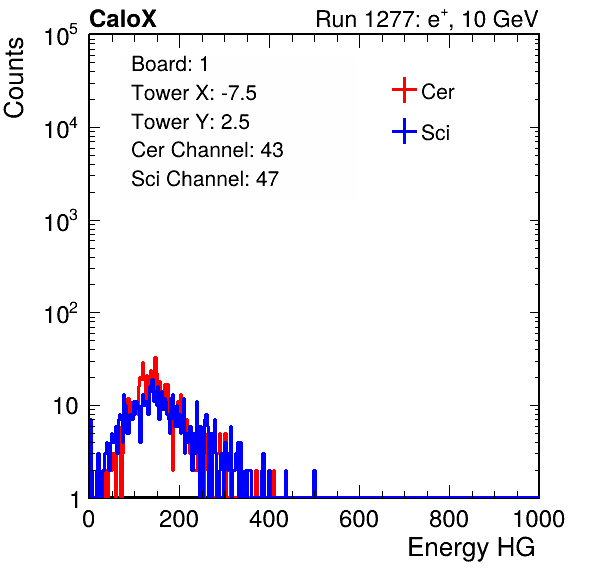 CaloX Run 1277: e⁺, 10 GeV
Counts
Board: 1
Tower X: -7.5
Tower Y: 2.5
Cer Channel: 43
Sci Channel: 47
Cer
Sci
10⁵
10⁴
10³
10²
10
1
0 200 400 600 800 1000
Energy HG